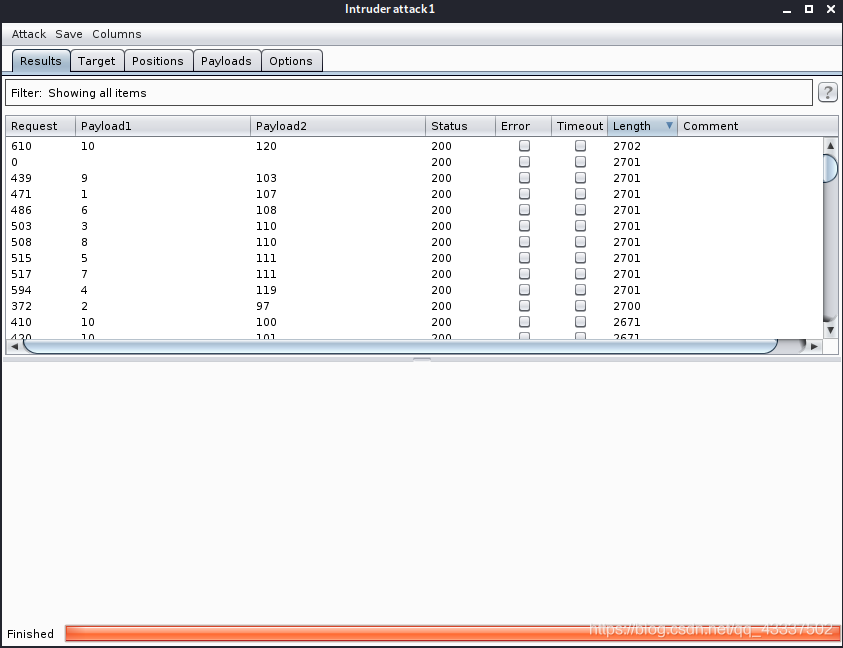 Intruder attack1
Attack Save Columns
Results Target Positions Payloads Options
Filter: Showing all items ?
Request Payload1 Payload2 Status Error Timeout Length Comment
610 10 120 200 2702
0 200 2701
439 9 103 200 2701
471 1 107 200 2701
486 6 108 200 2701
503 3 110 200 2701
508 8 110 200 2701
515 5 111 200 2701
517 7 111 200 2701
594 4 119 200 2701
372 2 97 200 2700
410 10 100 200 2671
420 10 101 200 2671
Finished
https://blog.csdn.net/qq_43337502